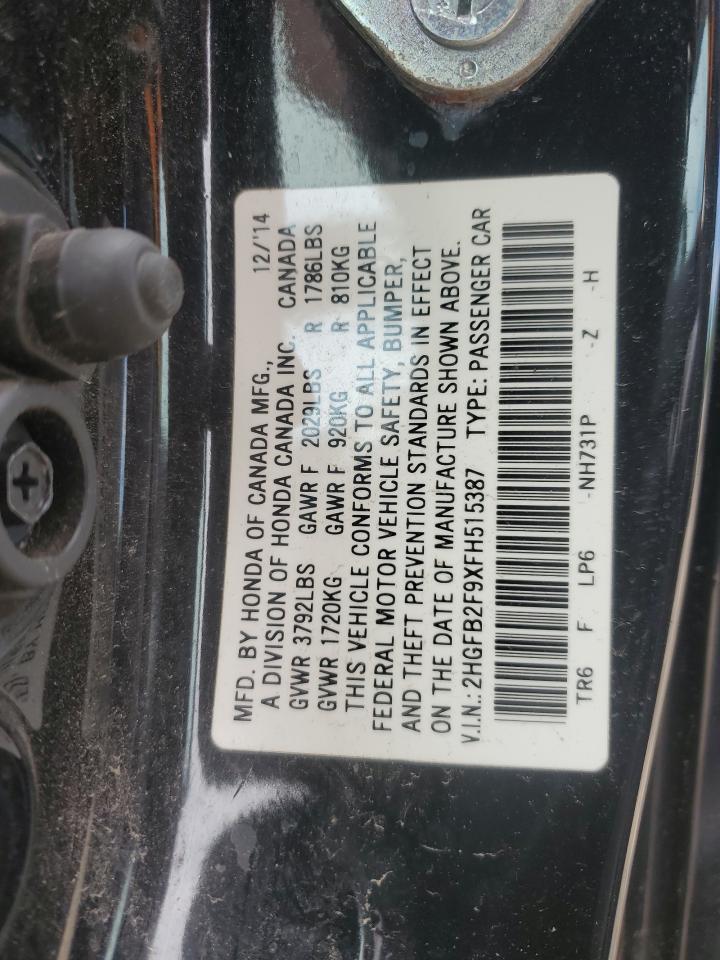 MFD. BY HONDA OF CANADA MFG., 12/'14
A DIVISION OF HONDA CANADA INC. CANADA
GVWR 3792LBS GAWR F 2029LBS R 1786LBS
GVWR 1720KG GAWR F 920KG R 810KG
THIS VEHICLE CONFORMS TO ALL APPLICABLE
FEDERAL MOTOR VEHICLE SAFETY, BUMPER,
AND THEFT PREVENTION STANDARDS IN EFFECT
ON THE DATE OF MANUFACTURE SHOWN ABOVE.
V.I.N.: 2HGFB2F9XFH515387 TYPE: PASSENGER CAR
TR6 F LP6 -NH731P -Z -H